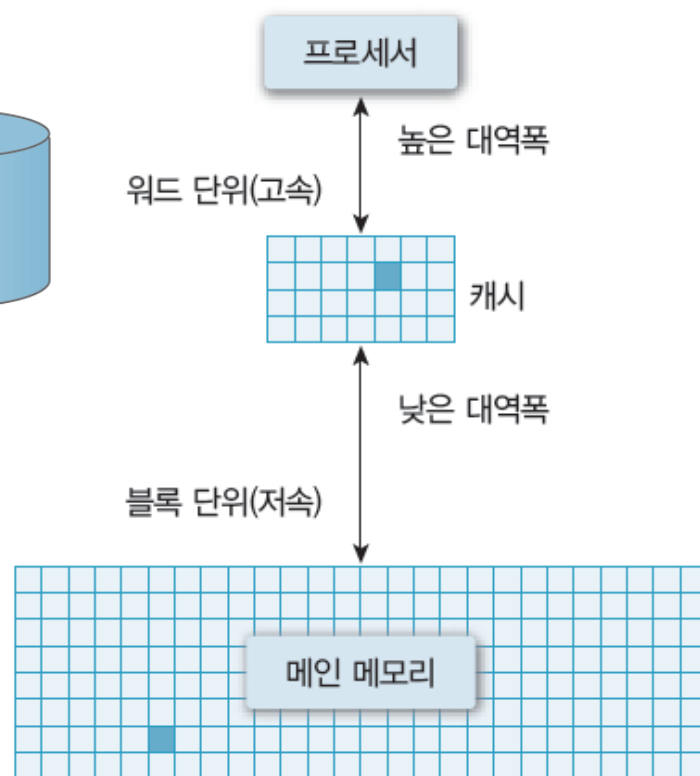 프로세서
높은 대역폭
워드 단위(고속)
캐시
낮은 대역폭
블록 단위(저속)
메인 메모리